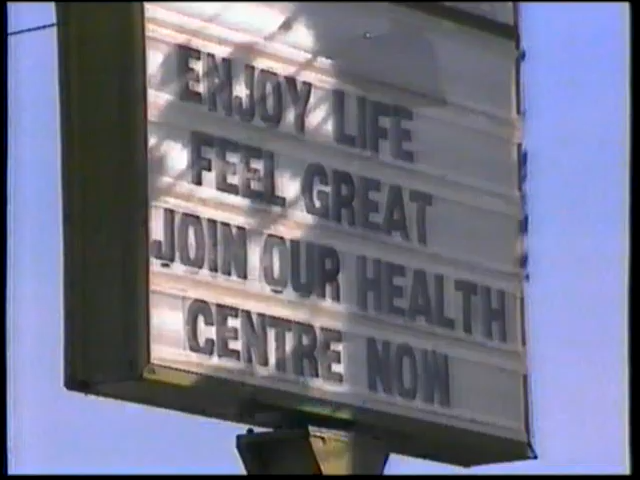 ENJOY LIFE
FEEL GREAT
JOIN OUR HEALTH
CENTRE NOW